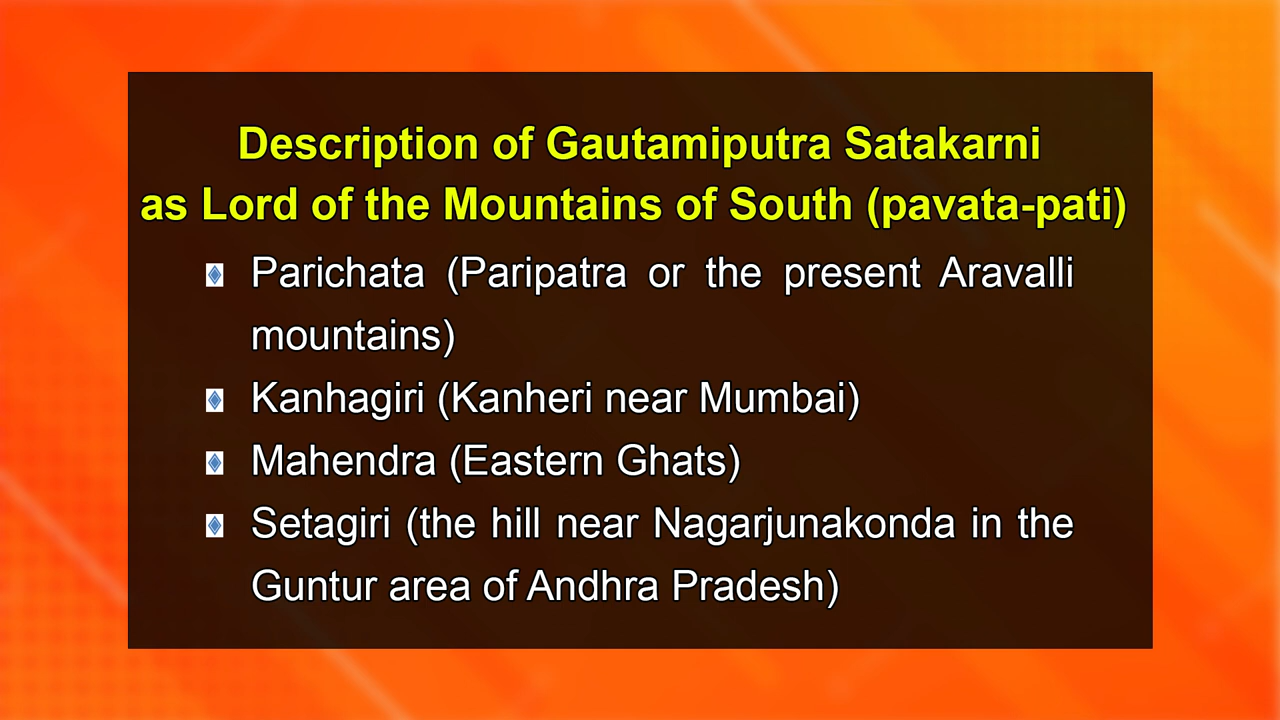 Description of Gautamiputra Satakarni
as Lord of the Mountains of South (pavata-pati)
Parichata (Paripatra or the present Aravalli
mountains)
Kanhagiri (Kanheri near Mumbai)
Mahendra (Eastern Ghats)
Setagiri (the hill near Nagarjunakonda in the
Guntur area of Andhra Pradesh)